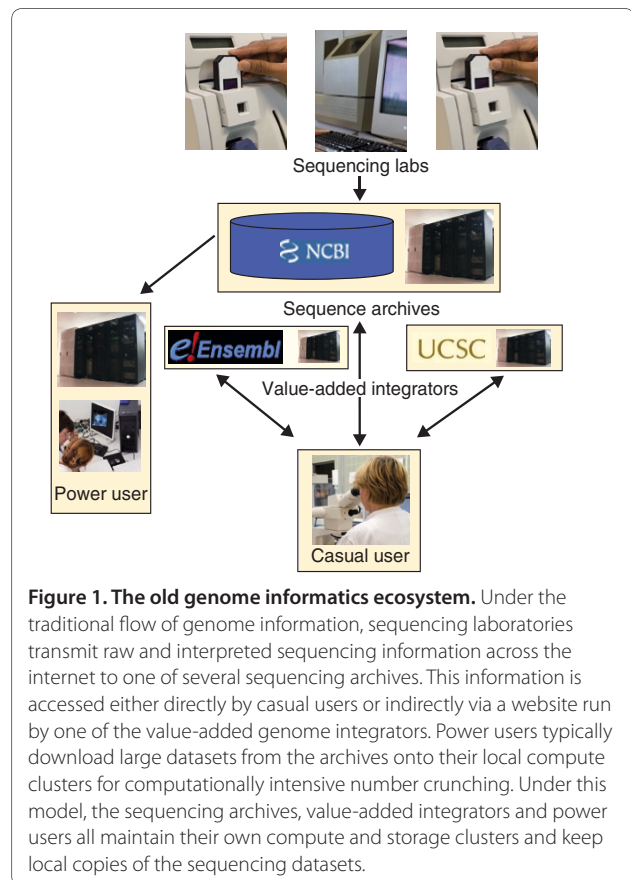 Sequencing labs
NCBI
Sequence archives
e!Ensembl
UCSC
Value-added integrators
Power user
Casual user
Figure 1. The old genome informatics ecosystem. Under the
traditional flow of genome information, sequencing laboratories
transmit raw and interpreted sequencing information across the
internet to one of several sequencing archives. This information is
accessed either directly by casual users or indirectly via a website run
by one of the value-added genome integrators. Power users typically
download large datasets from the archives onto their local compute
clusters for computationally intensive number crunching. Under this
model, the sequencing archives, value-added integrators and power
users all maintain their own compute and storage clusters and keep
local copies of the sequencing datasets.